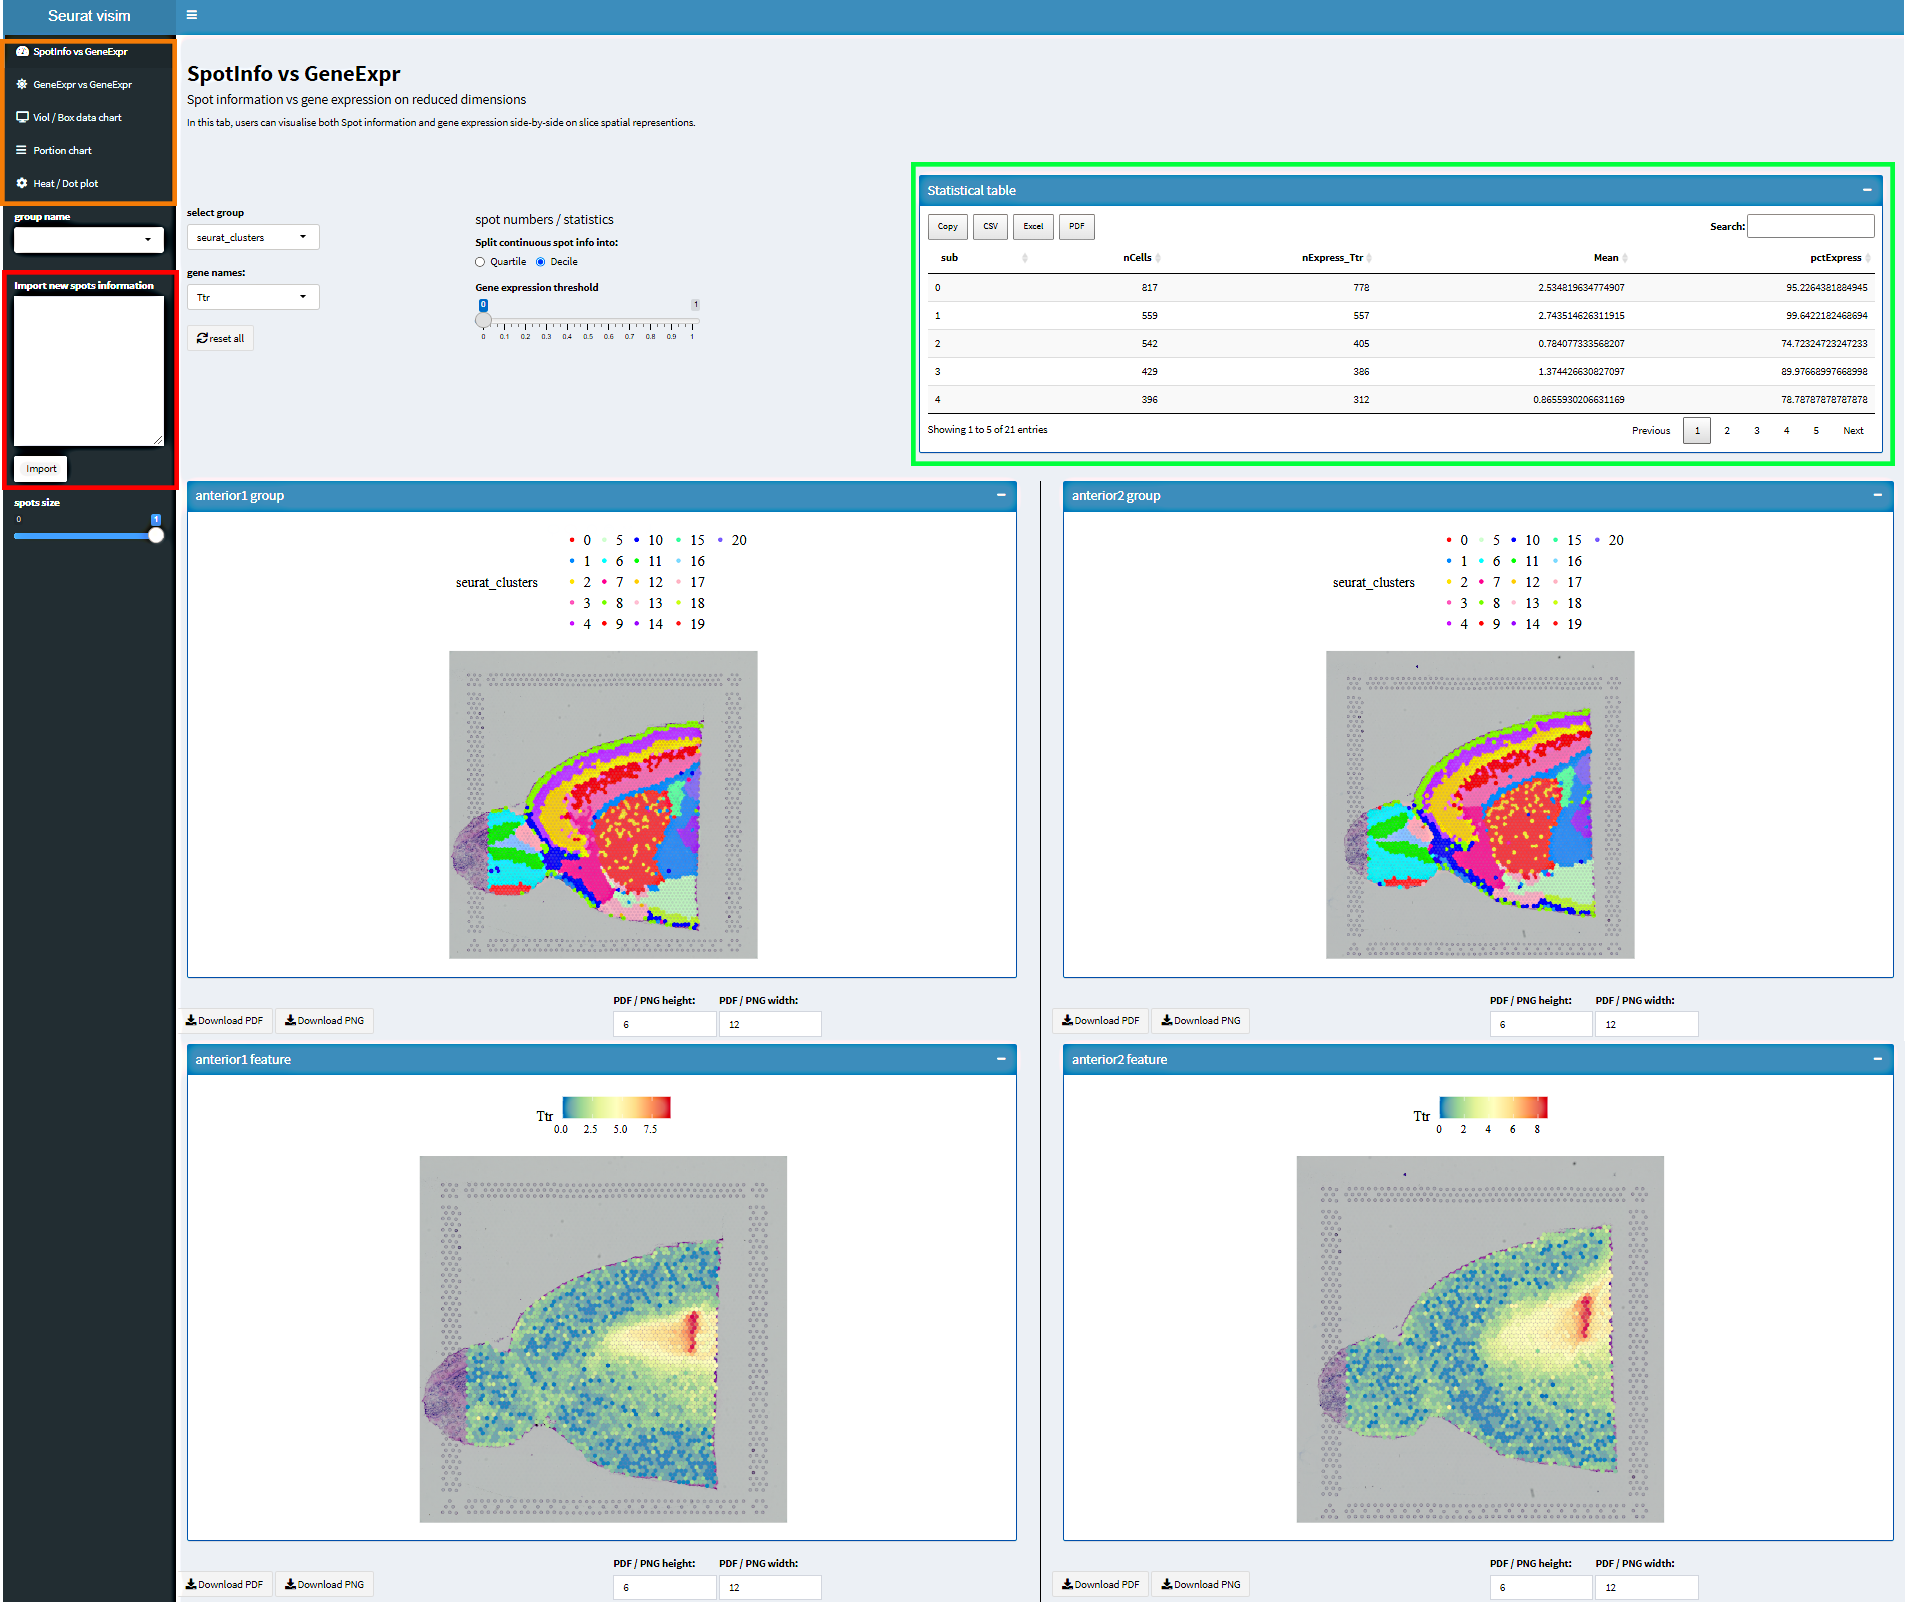 Seurat visim
SpotInfo vs GeneExpr
GeneExpr vs GeneExpr
Viol / Box data chart
Portion chart
Heat / Dot plot
group name
Import new spots information
Import
spots size
0 1
SpotInfo vs GeneExpr
Spot information vs gene expression on reduced dimensions
In this tab, users can visualise both Spot information and gene expression side-by-side on slice spatial representions.
select group
seurat_clusters
gene names:
Ttr
reset all
spot numbers / statistics
Split continuous spot info into:
Quartile Decile
Gene expression threshold
0 1
0 0.1 0.2 0.3 0.4 0.5 0.6 0.7 0.8 0.9 1
Statistical table
Copy CSV Excel PDF Search:
sub nCells nExpress_Ttr Mean pctExpress
0 817 778 2.534819634774907 95.2264381884945
1 559 557 2.743514626311915 99.6422182468694
2 542 405 0.784077333568207 74.72324723247233
3 429 386 1.374426630827097 89.97668997668998
4 396 312 0.8655930206631169 78.78787878787878
Showing 1 to 5 of 21 entries Previous 1 2 3 4 5 Next
anterior1 group
seurat_clusters
0 5 10 15 20
1 6 11 16
2 7 12 17
3 8 13 18
4 9 14 19
Download PDF Download PNG
PDF / PNG height: PDF / PNG width:
6 12
anterior2 group
seurat_clusters
0 5 10 15 20
1 6 11 16
2 7 12 17
3 8 13 18
4 9 14 19
Download PDF Download PNG
PDF / PNG height: PDF / PNG width:
6 12
anterior1 feature
Ttr
0.0 2.5 5.0 7.5
Download PDF Download PNG
PDF / PNG height: PDF / PNG width:
6 12
anterior2 feature
Ttr
0 2 4 6 8
Download PDF Download PNG
PDF / PNG height: PDF / PNG width:
6 12